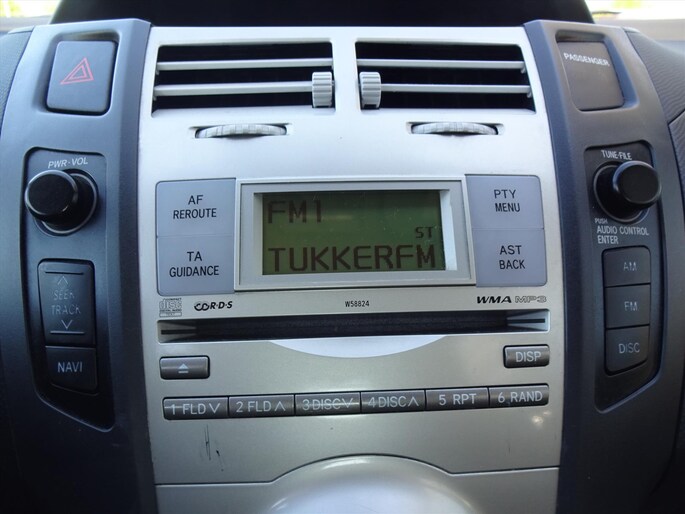 PASSENGER
PWR·VOL
TUNE·FILE
AF
REROUTE
PTY
MENU
FM1
ST
TUKKERFM
TA
GUIDANCE
AST
BACK
PUSH
AUDIO CONTROL
ENTER
SEEK
TRACK
AM
FM
DISC
NAVI
R·D·S
W58824
WMA MP3
DISP
1 FLD ∨
2 FLD ∧
3 DISC ∨
4 DISC ∧
5 RPT
6 RAND